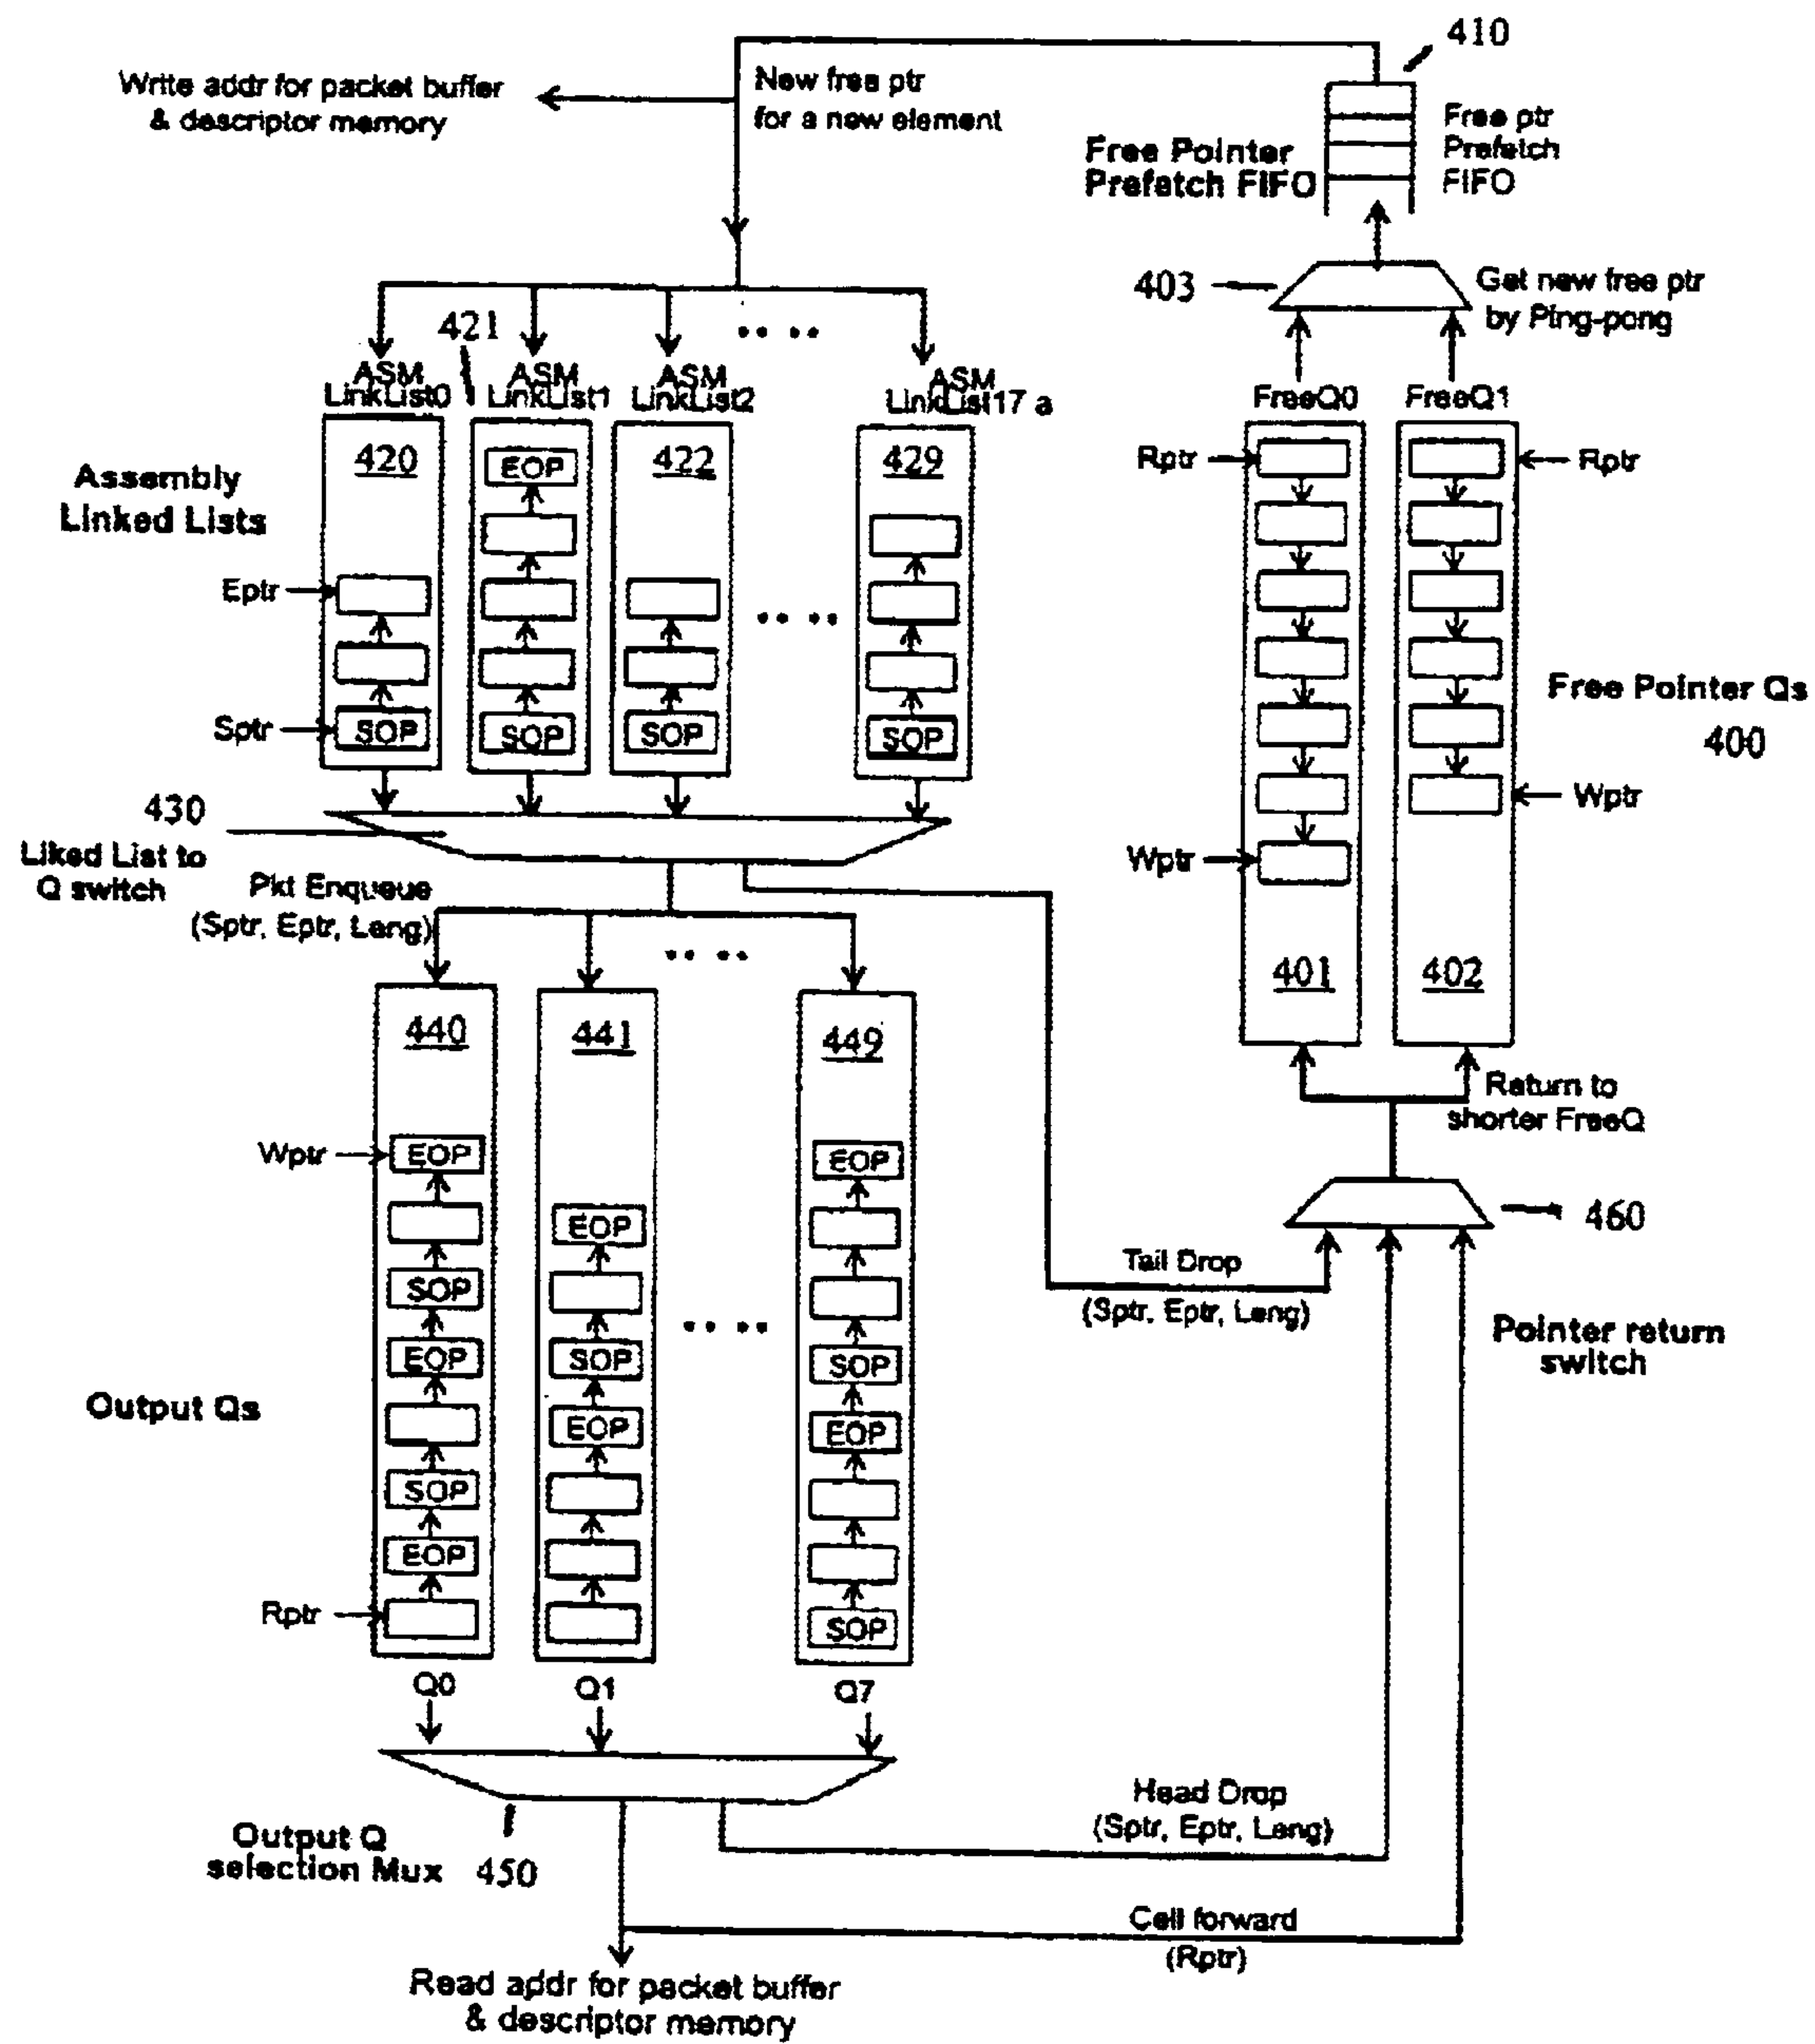 410
Write addr for packet buffer
& descriptor memory
New free ptr
for a new element
Free Pointer
Prefetch FIFO
Free ptr
Prefetch
FIFO
403
Get new free ptr
by Ping-pong
421
ASM
LinkList0
ASM
LinkList1
ASM
LinkList2
ASM
LinkList17 a
FreeQ0
FreeQ1
Assembly
Linked Lists
420
EOP
422
429
Rptr
Rptr
Eptr
Sptr
SOP
SOP
SOP
SOP
Free Pointer Qs
400
Wptr
Wptr
430
Liked List to
Q switch
Pkt Enqueue
(Sptr, Eptr, Leng)
401
402
440
441
449
Return to
shorter FreeQ
Wptr
EOP
EOP
EOP
460
SOP
Tail Drop
(Sptr, Eptr, Leng)
EOP
SOP
SOP
Pointer return
switch
Output Qs
EOP
EOP
SOP
EOP
Rptr
SOP
Q0
Q1
Q7
Output Q
selection Mux
450
Head Drop
(Sptr, Eptr, Leng)
Cell forward
(Rptr)
Read addr for packet buffer
& descriptor memory